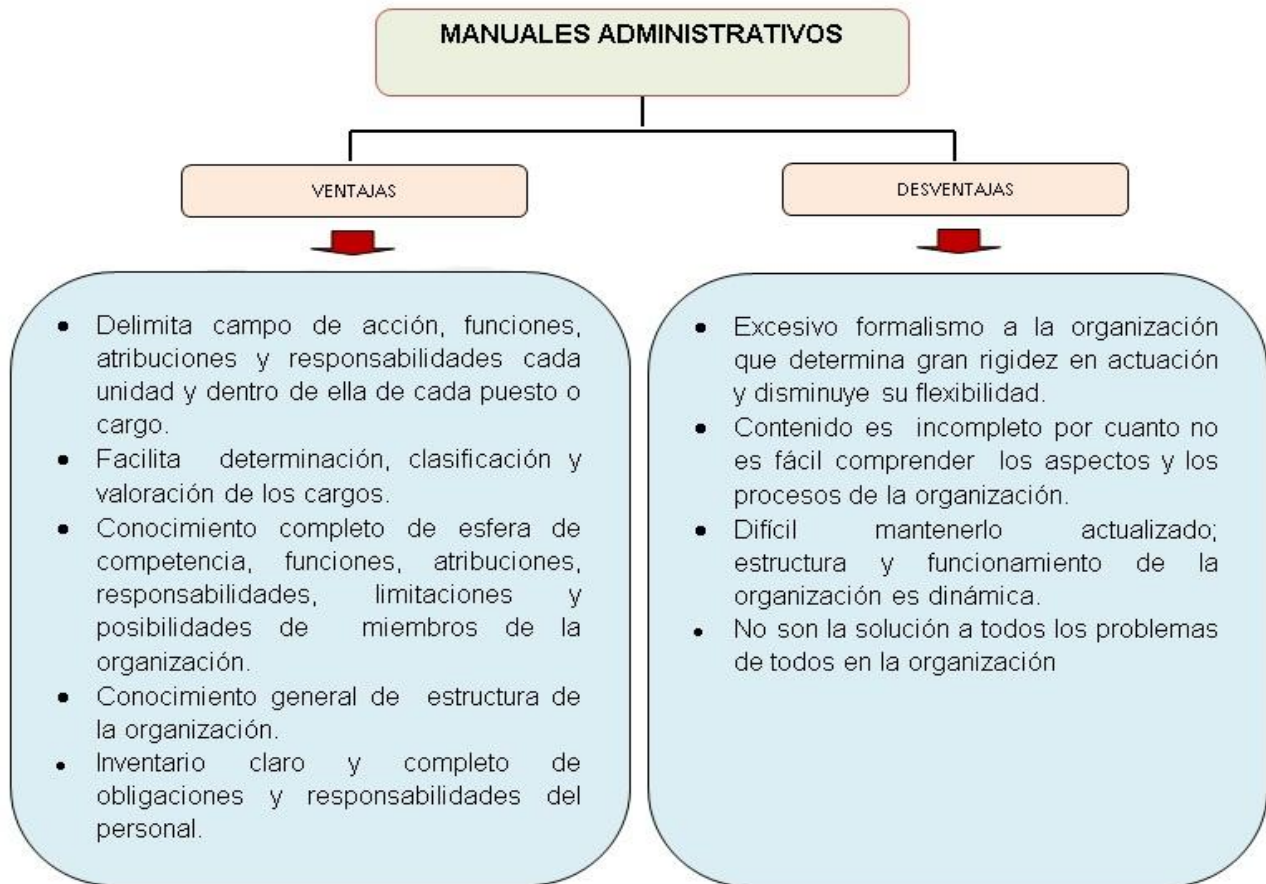 MANUALES ADMINISTRATIVOS
VENTAJAS
• Delimita campo de acción, funciones,
atribuciones y responsabilidades cada
unidad y dentro de ella de cada puesto o
cargo.
• Facilita determinación, clasificación y
valoración de los cargos.
• Conocimiento completo de esfera de
competencia, funciones, atribuciones,
responsabilidades, limitaciones y
posibilidades de miembros de la
organización.
• Conocimiento general de estructura de
la organización.
• Inventario claro y completo de
obligaciones y responsabilidades del
personal.
DESVENTAJAS
• Excesivo formalismo a la organización
que determina gran rigidez en actuación
y disminuye su flexibilidad.
• Contenido es incompleto por cuanto no
es fácil comprender los aspectos y los
procesos de la organización.
• Difícil mantenerlo actualizado;
estructura y funcionamiento de la
organización es dinámica.
• No son la solución a todos los problemas
de todos en la organización